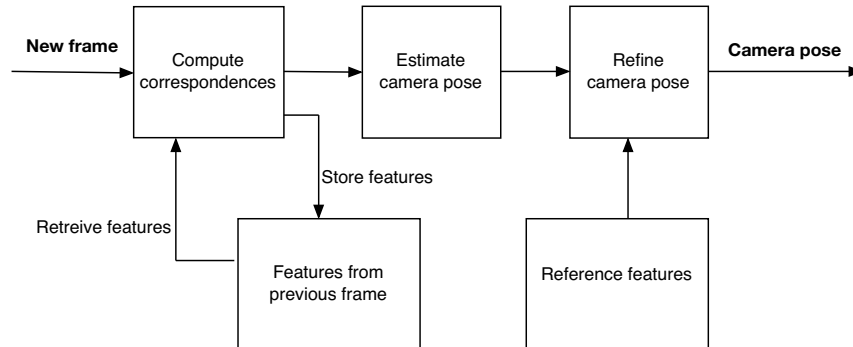 New frame
Compute
correspondences
Estimate
camera pose
Refine
camera pose
Camera pose
Store features
Retreive features
Features from
previous frame
Reference features